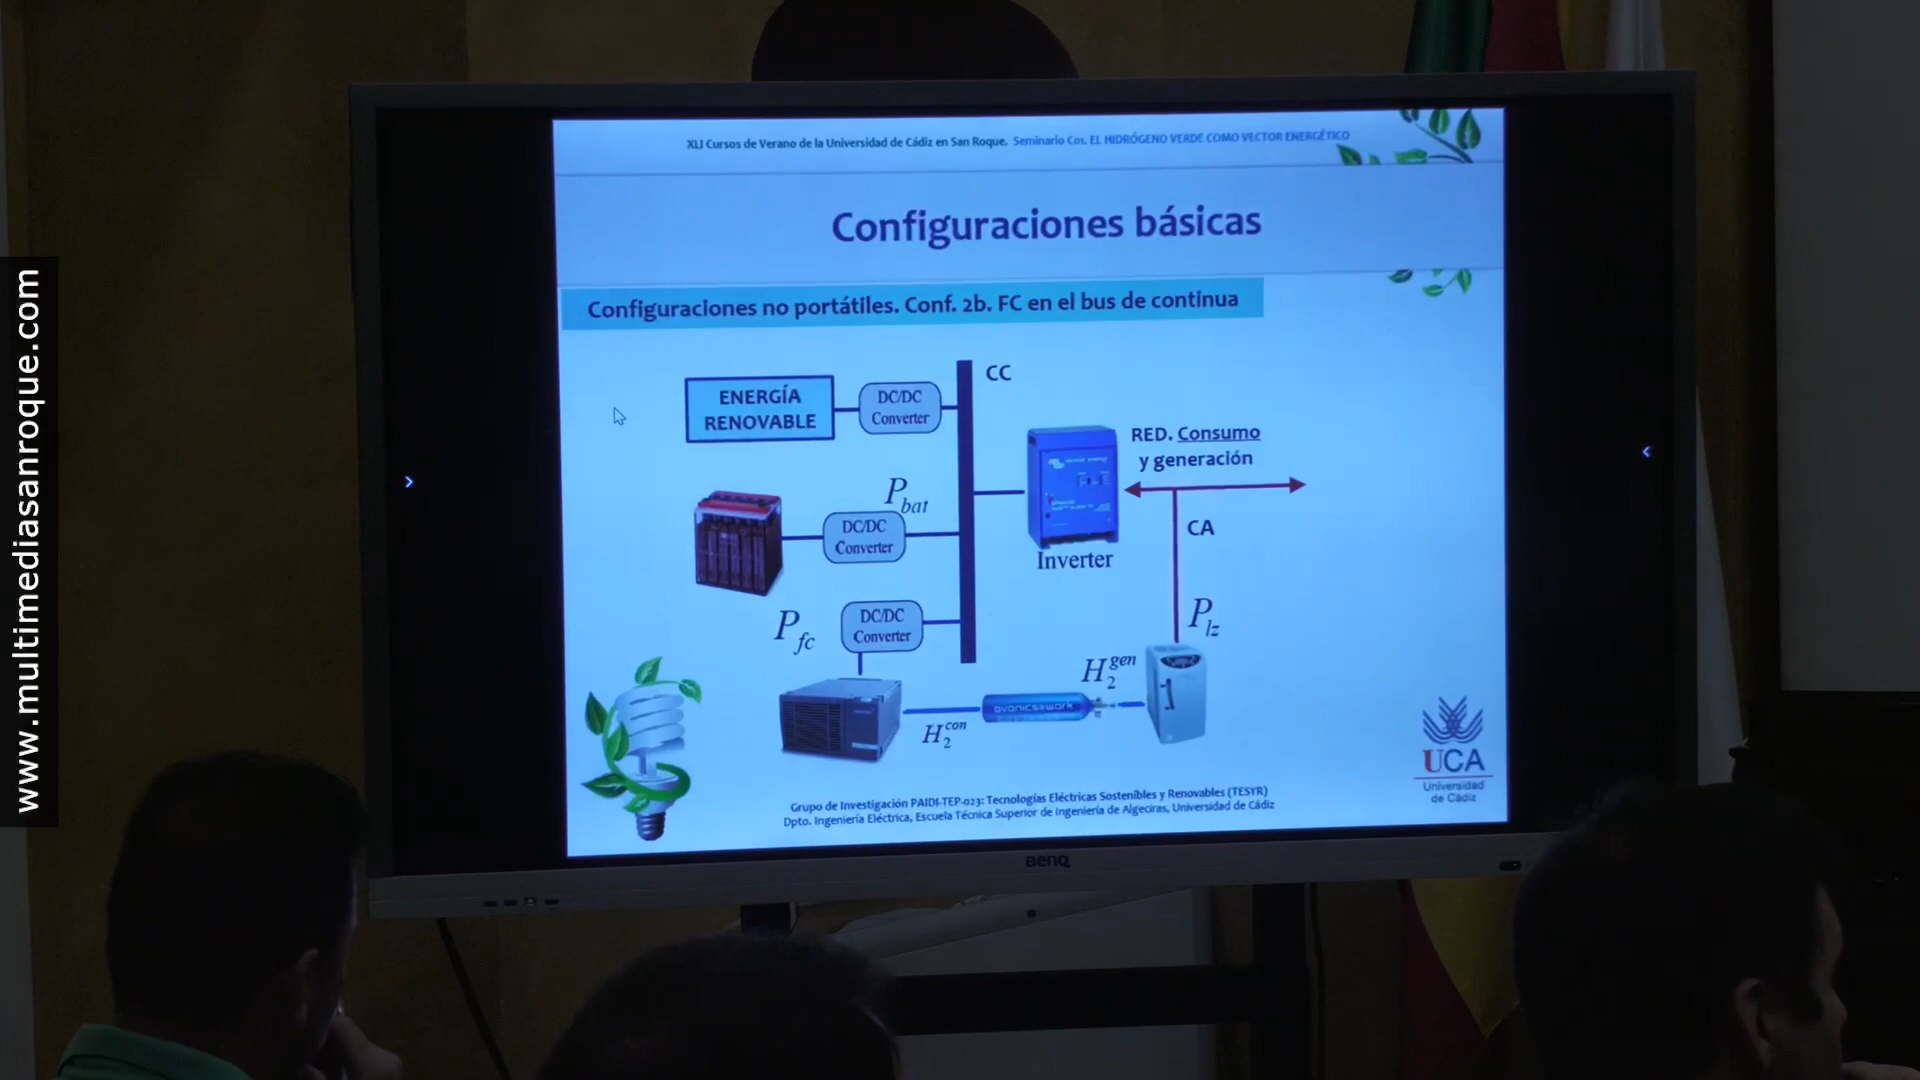 www.multimediasanroque.com
XLI Cursos de Verano de la Universidad de Cádiz en San Roque. Seminario C01. EL HIDRÓGENO VERDE COMO VECTOR ENERGÉTICO
Configuraciones básicas
Configuraciones no portátiles. Conf. 2b. FC en el bus de continua
ENERGÍA
RENOVABLE
DC/DC
Converter
CC
P bat
DC/DC
Converter
RED. Consumo
y generación
CA
Inverter
P fc
DC/DC
Converter
P lz
H2 gen
H2 con
UCA
Universidad
de Cádiz
Grupo de Investigación PAIDI-TEP-023: Tecnologías Eléctricas Sostenibles y Renovables (TESYR)
Dpto. Ingeniería Eléctrica, Escuela Técnica Superior de Ingeniería de Algeciras, Universidad de Cádiz
BenQ